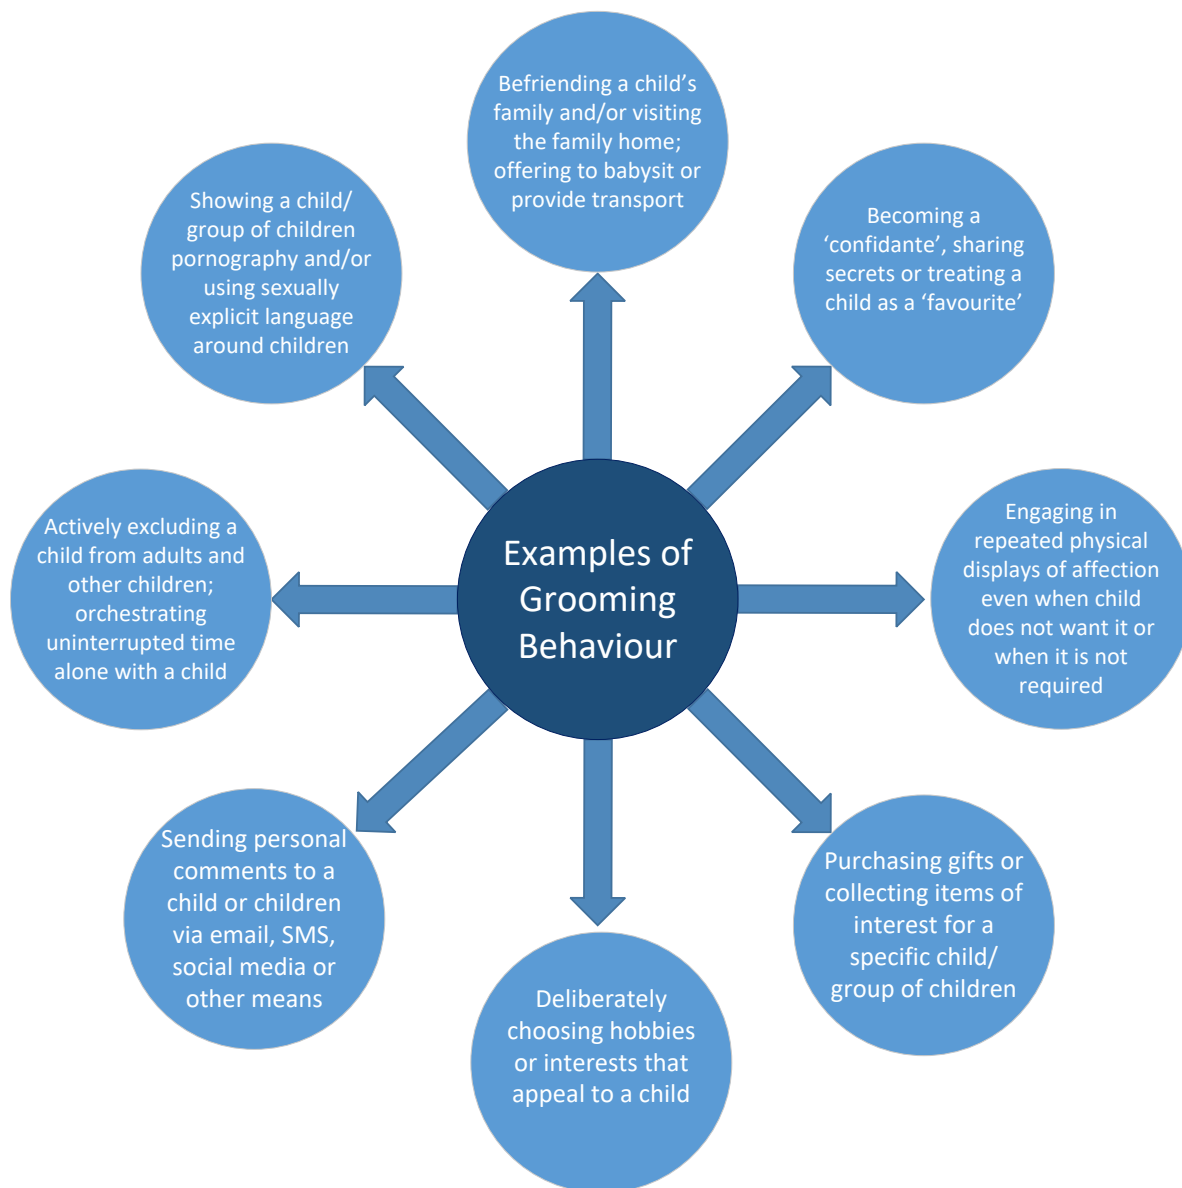 Examples of
Grooming
Behaviour
Befriending a child’s
family and/or visiting
the family home;
offering to babysit or
provide transport
Becoming a
‘confidante’, sharing
secrets or treating a
child as a ‘favourite’
Engaging in
repeated physical
displays of affection
even when child
does not want it or
when it is not
required
Purchasing gifts or
collecting items of
interest for a
specific child/
group of children
Deliberately
choosing hobbies
or interests that
appeal to a child
Sending personal
comments to a
child or children
via email, SMS,
social media or
other means
Actively excluding a
child from adults and
other children;
orchestrating
uninterrupted time
alone with a child
Showing a child/
group of children
pornography and/or
using sexually
explicit language
around children